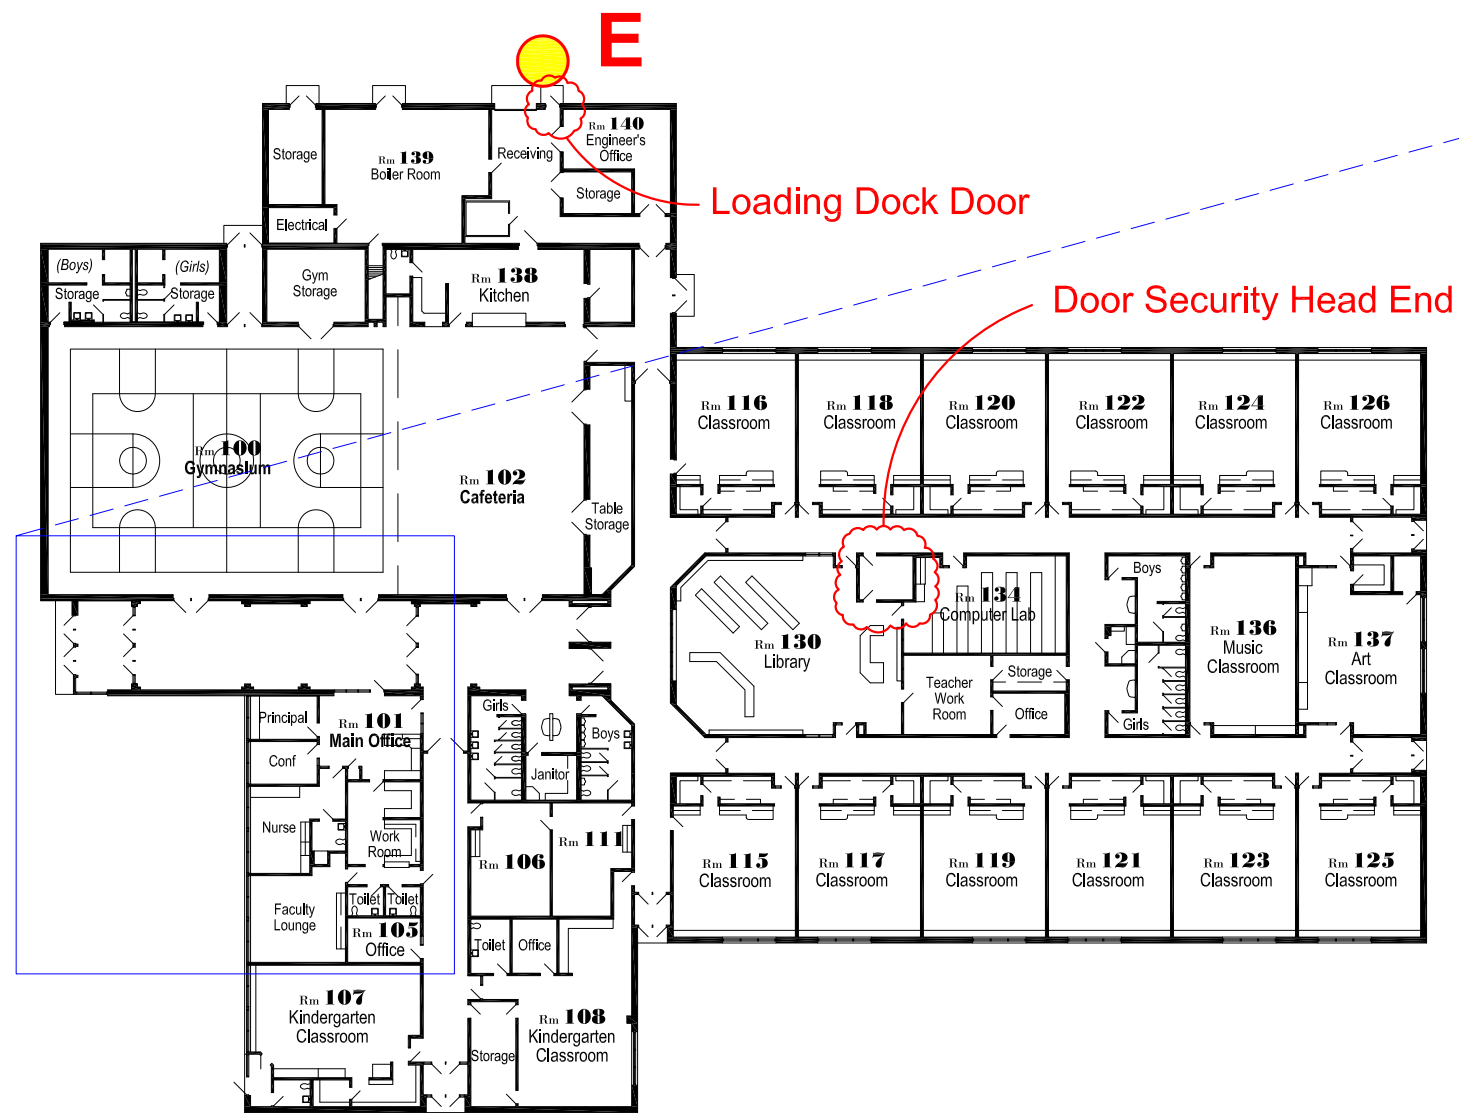 E
Rm 140
Engineer's
Office
Receiving
Storage
Rm 139
Boiler Room
Storage
Loading Dock Door
Electrical
(Boys)
(Girls)
Storage
Storage
Gym
Storage
Rm 138
Kitchen
Door Security Head End
Rm 116
Classroom
Rm 118
Classroom
Rm 120
Classroom
Rm 122
Classroom
Rm 124
Classroom
Rm 126
Classroom
Rm 100
Gymnasium
Rm 102
Cafeteria
Table
Storage
Rm 130
Library
Rm 134
Computer Lab
Boys
Rm 136
Music
Classroom
Rm 137
Art
Classroom
Teacher
Work
Room
Storage
Office
Girls
Principal
Rm 101
Main Office
Conf
Girls
Boys
Janitor
Nurse
Work
Room
Rm 106
Rm 111
Rm 115
Classroom
Rm 117
Classroom
Rm 119
Classroom
Rm 121
Classroom
Rm 123
Classroom
Rm 125
Classroom
Faculty
Lounge
Toilet
Toilet
Rm 105
Office
Toilet
Office
Rm 107
Kindergarten
Classroom
Rm 108
Kindergarten
Classroom
Storage